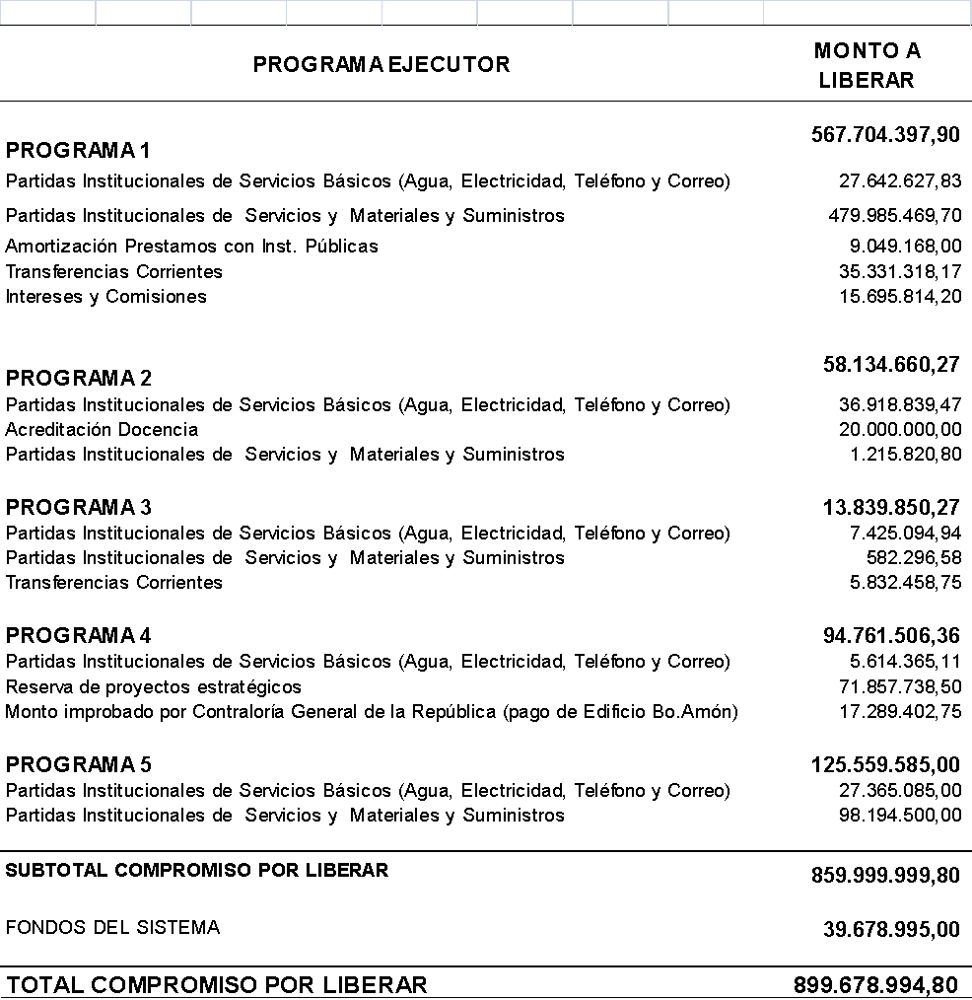 PROGRAMA EJECUTOR MONTO A
LIBERAR
PROGRAMA 1 567.704.397,90
Partidas Institucionales de Servicios Básicos (Agua, Electricidad, Teléfono y Correo) 27.642.627,83
Partidas Institucionales de Servicios y Materiales y Suministros 479.985.469,70
Amortización Prestamos con Inst. Públicas 9.049.168,00
Transferencias Corrientes 35.331.318,17
Intereses y Comisiones 15.695.814,20
PROGRAMA 2 58.134.660,27
Partidas Institucionales de Servicios Básicos (Agua, Electricidad, Teléfono y Correo) 36.918.839,47
Acreditación Docencia 20.000.000,00
Partidas Institucionales de Servicios y Materiales y Suministros 1.215.820,80
PROGRAMA 3 13.839.850,27
Partidas Institucionales de Servicios Básicos (Agua, Electricidad, Teléfono y Correo) 7.425.094,94
Partidas Institucionales de Servicios y Materiales y Suministros 582.296,58
Transferencias Corrientes 5.832.458,75
PROGRAMA 4 94.761.506,36
Partidas Institucionales de Servicios Básicos (Agua, Electricidad, Teléfono y Correo) 5.614.365,11
Reserva de proyectos estratégicos 71.857.738,50
Monto improbado por Contraloría General de la República (pago de Edificio Bo.Amón) 17.289.402,75
PROGRAMA 5 125.559.585,00
Partidas Institucionales de Servicios Básicos (Agua, Electricidad, Teléfono y Correo) 27.365.085,00
Partidas Institucionales de Servicios y Materiales y Suministros 98.194.500,00
SUBTOTAL COMPROMISO POR LIBERAR 859.999.999,80
FONDOS DEL SISTEMA 39.678.995,00
TOTAL COMPROMISO POR LIBERAR 899.678.994,80